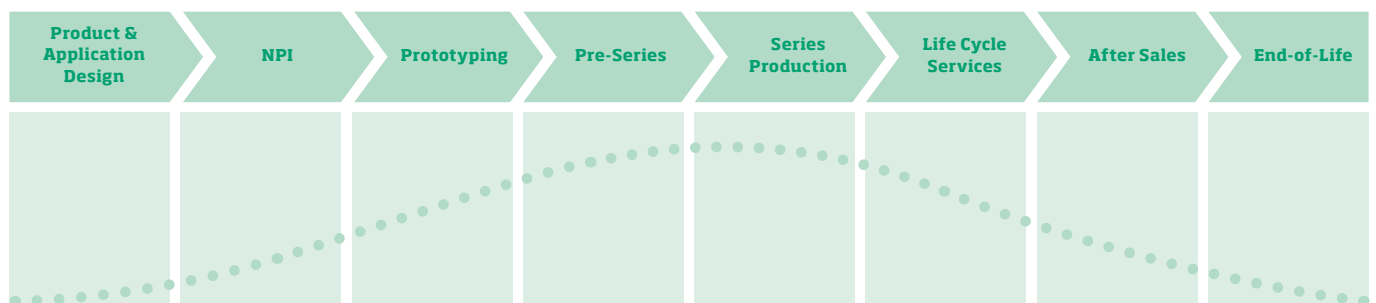 Product &
Application
Design
NPI
Prototyping
Pre-Series
Series
Production
Life Cycle
Services
After Sales
End-of-Life